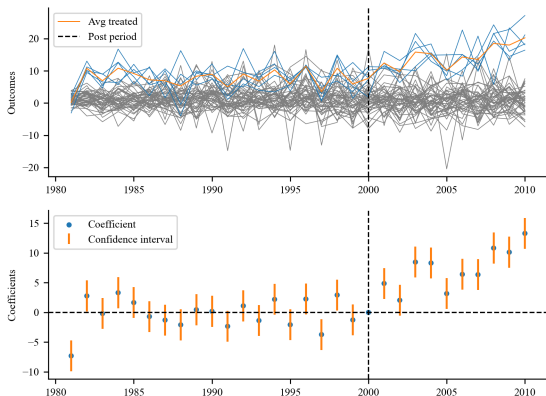 Avg treated
Post period
Outcomes
20
10
0
−10
−20
1980 1985 1990 1995 2000 2005 2010
Coefficient
Confidence interval
Coefficients
15
10
5
0
−5
−10
1980 1985 1990 1995 2000 2005 2010